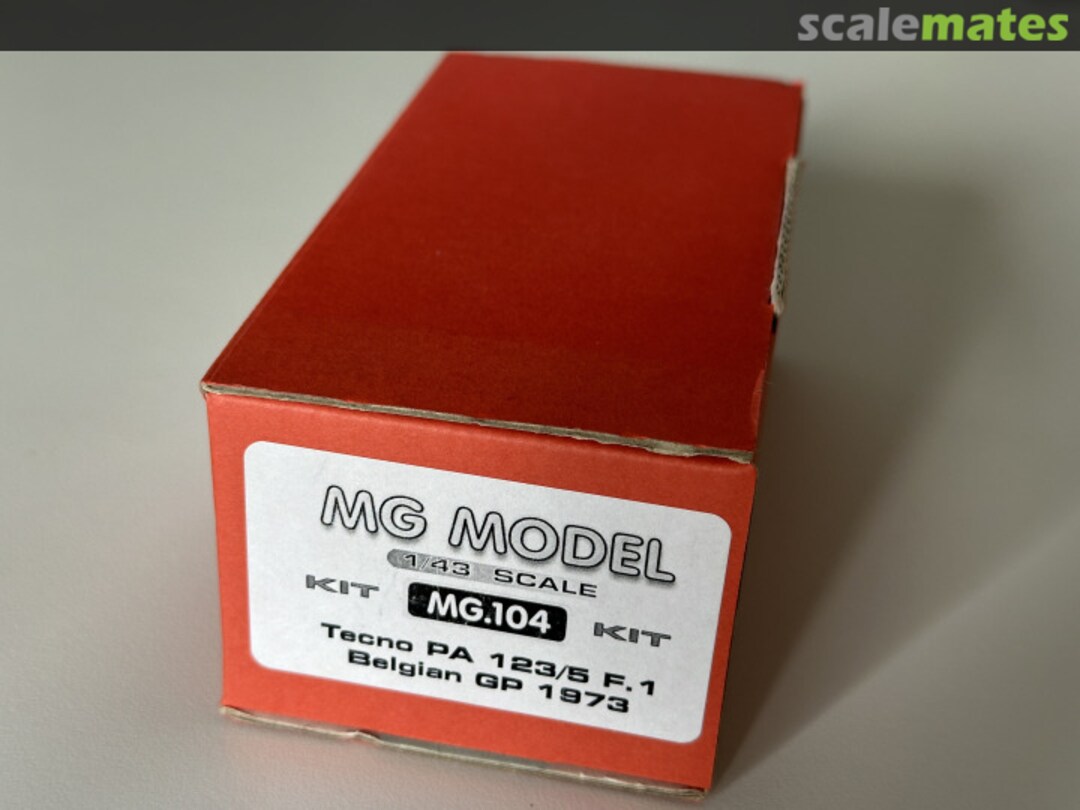 scalemates
MG MODEL
1/43 SCALE
KIT MG.104 KIT
Tecno PA 123/5 F.1
Belgian GP 1973